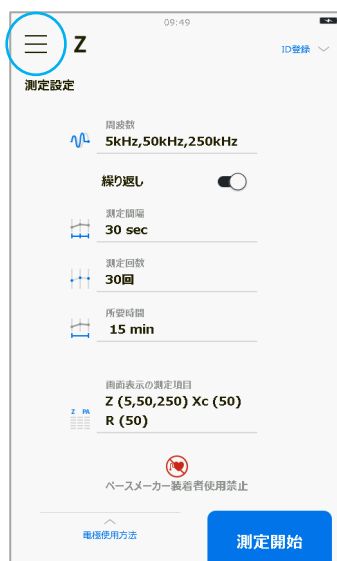 09:49
Z
ID登録
測定設定
周波数
5kHz,50kHz,250kHz
繰り返し
測定間隔
30 sec
測定回数
30回
所要時間
15 min
画面表示の測定項目
Z (5,50,250) Xc (50)
R (50)
Z PA
ペースメーカー装着者使用禁止
電極使用方法
測定開始